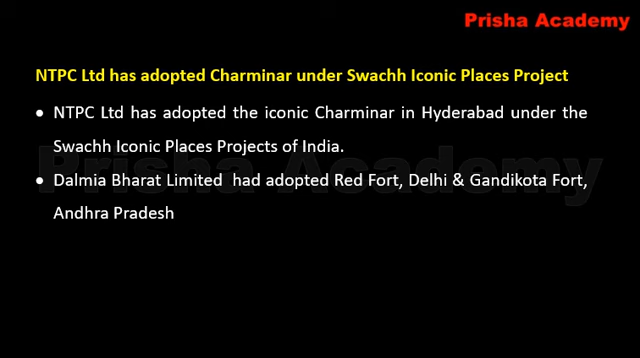 Prisha Academy
NTPC Ltd has adopted Charminar under Swachh Iconic Places Project
• NTPC Ltd has adopted the iconic Charminar in Hyderabad under the
Swachh Iconic Places Projects of India.
Prisha Academy
• Dalmia Bharat Limited had adopted Red Fort, Delhi & Gandikota Fort,
Andhra Pradesh